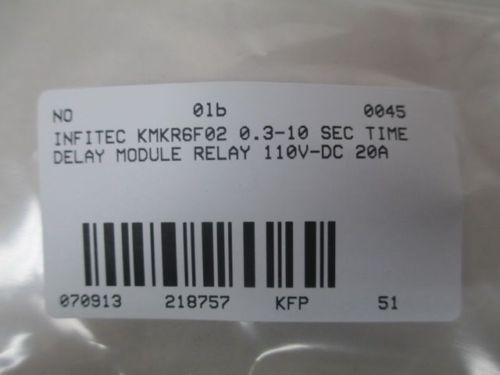 NO 01b 0045
INFITEC KMKR6F02 0.3-10 SEC TIME
DELAY MODULE RELAY 110V-DC 20A
070913 218757 KFP 51